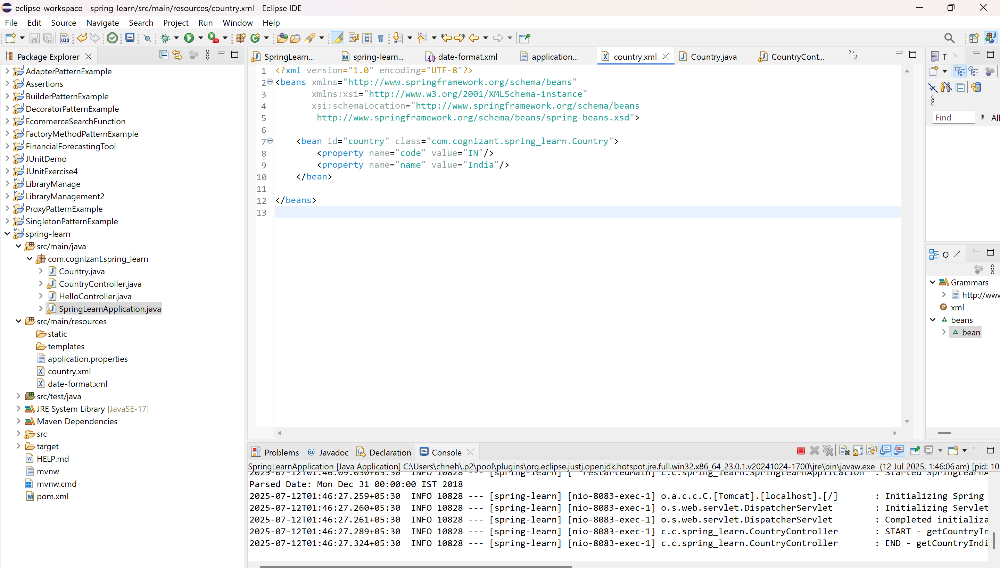 eclipse-workspace - spring-learn/src/main/resources/country.xml - Eclipse IDE
File Edit Source Navigate Search Project Run Window Help
Package Explorer
AdapterPatternExample
Assertions
BuilderPatternExample
DecoratorPatternExample
EcommerceSearchFunction
FactoryMethodPatternExample
FinancialForecastingTool
JUnitDemo
JUnitExercise4
LibraryManage
LibraryManagement2
ProxyPatternExample
SingletonPatternExample
spring-learn
src/main/java
com.cognizant.spring_learn
Country.java
CountryController.java
HelloController.java
SpringLearnApplication.java
src/main/resources
static
templates
application.properties
country.xml
date-format.xml
src/test/java
JRE System Library [JavaSE-17]
Maven Dependencies
src
target
HELP.md
mvnw
mvnw.cmd
pom.xml
SpringLearn... spring-learn... date-format.xml application... country.xml Country.java CountryCont... »2
1 <?xml version="1.0" encoding="UTF-8"?>
2 <beans xmlns="http://www.springframework.org/schema/beans"
3 xmlns:xsi="http://www.w3.org/2001/XMLSchema-instance"
4 xsi:schemaLocation="http://www.springframework.org/schema/beans
5 http://www.springframework.org/schema/beans/spring-beans.xsd">
6
7 <bean id="country" class="com.cognizant.spring_learn.Country">
8 <property name="code" value="IN"/>
9 <property name="name" value="India"/>
10 </bean>
11
12 </beans>
13
T
Find All
O
Grammars
http://www
xml
beans
bean
Problems @ Javadoc Declaration Console
SpringLearnApplication [Java Application] C:\Users\chneh\.p2\pool\plugins\org.eclipse.justj.openjdk.hotspot.jre.full.win32.x86_64_23.0.1.v20241024-1700\jre\bin\javaw.exe (12 Jul 2025, 1:46:06 am) [pid: 10
2025-07-12T01:46:09.030+05:30 INFO 10828 --- [spring-learn] [ restartedMain] c.c.spring_learn.SpringLearnApplication : Started SpringLearnA
Parsed Date: Mon Dec 31 00:00:00 IST 2018
2025-07-12T01:46:27.259+05:30 INFO 10828 --- [spring-learn] [nio-8083-exec-1] o.a.c.c.C.[Tomcat].[localhost].[/] : Initializing Spring
2025-07-12T01:46:27.260+05:30 INFO 10828 --- [spring-learn] [nio-8083-exec-1] o.s.web.servlet.DispatcherServlet : Initializing Servlet
2025-07-12T01:46:27.261+05:30 INFO 10828 --- [spring-learn] [nio-8083-exec-1] o.s.web.servlet.DispatcherServlet : Completed initializa
2025-07-12T01:46:27.289+05:30 INFO 10828 --- [spring-learn] [nio-8083-exec-1] c.c.spring_learn.CountryController : START - getCountryIn
2025-07-12T01:46:27.324+05:30 INFO 10828 --- [spring-learn] [nio-8083-exec-1] c.c.spring_learn.CountryController : END - getCountryIndi